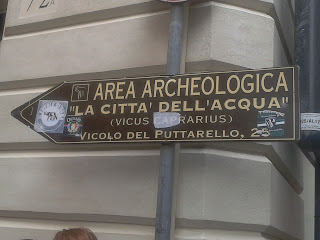 AREA ARCHEOLOGICA
"LA CITTA' DELL'ACQUA"
(VICUS CAPRARIUS)
VICOLO DEL PUTTARELLO, 25